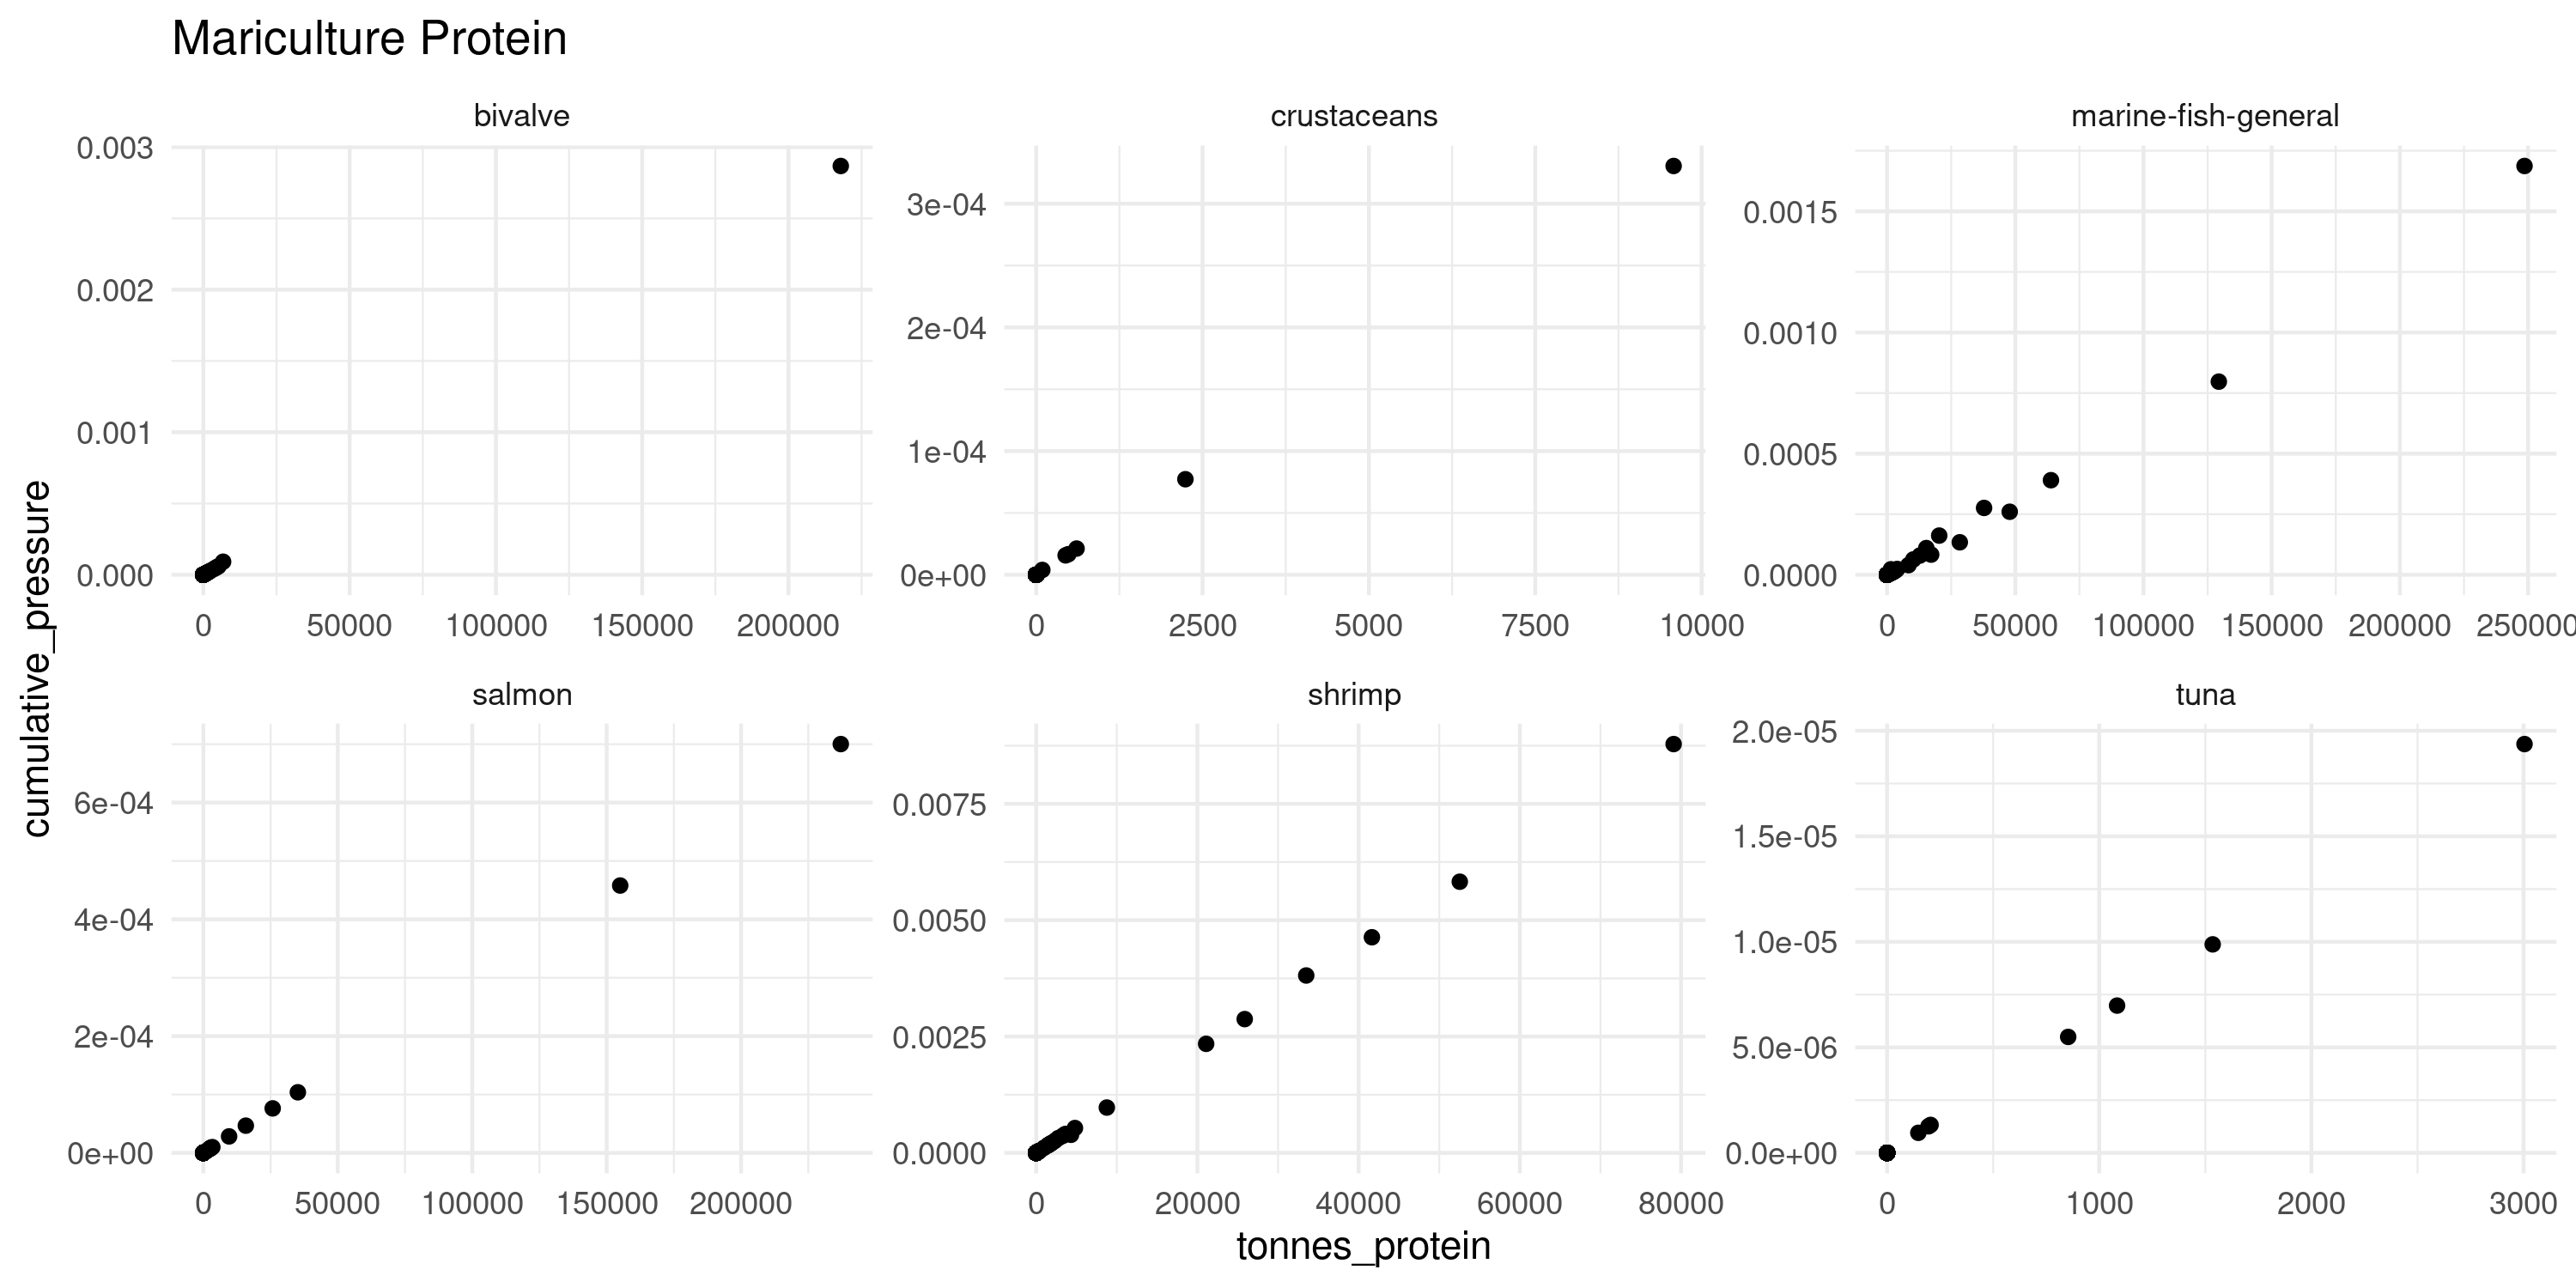 Mariculture Protein
bivalve
crustaceans
marine-fish-general
0.003
0.002
0.001
0.000
0
50000
100000
150000
200000
3e-04
2e-04
1e-04
0e+00
0
2500
5000
7500
10000
0.0015
0.0010
0.0005
0.0000
0
50000
100000
150000
200000
250000
cumulative_pressure
salmon
shrimp
tuna
6e-04
4e-04
2e-04
0e+00
0
50000
100000
150000
200000
0.0075
0.0050
0.0025
0.0000
0
20000
40000
60000
80000
2.0e-05
1.5e-05
1.0e-05
5.0e-06
0.0e+00
0
1000
2000
3000
tonnes_protein